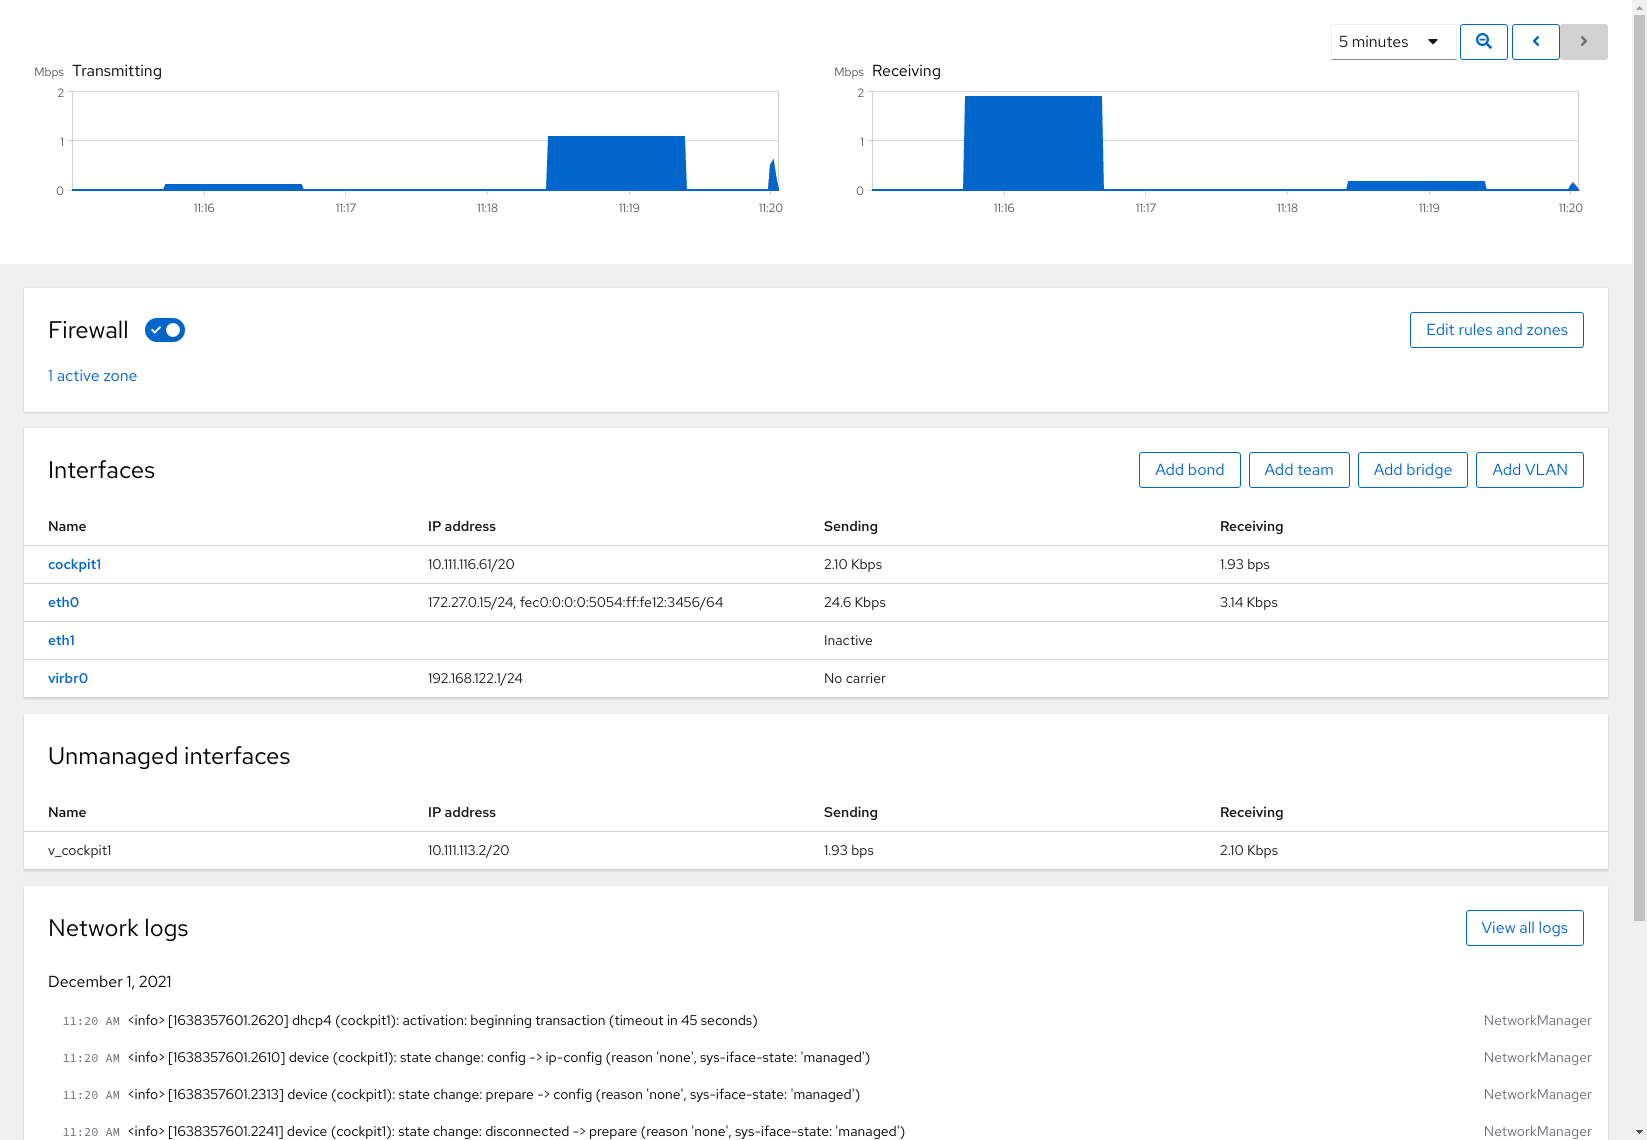 5 minutes
Mbps Transmitting
2
1
0
11:16 11:17 11:18 11:19 11:20
Mbps Receiving
2
1
0
11:16 11:17 11:18 11:19 11:20
Firewall
Edit rules and zones
1 active zone
Interfaces
Add bond Add team Add bridge Add VLAN
Name IP address Sending Receiving
cockpit1 10.111.116.61/20 2.10 Kbps 1.93 bps
eth0 172.27.0.15/24, fec0:0:0:0:5054:ff:fe12:3456/64 24.6 Kbps 3.14 Kbps
eth1 Inactive
virbr0 192.168.122.1/24 No carrier
Unmanaged interfaces
Name IP address Sending Receiving
v_cockpit1 10.111.113.2/20 1.93 bps 2.10 Kbps
Network logs
View all logs
December 1, 2021
11:20 AM <info> [1638357601.2620] dhcp4 (cockpit1): activation: beginning transaction (timeout in 45 seconds) NetworkManager
11:20 AM <info> [1638357601.2610] device (cockpit1): state change: config -> ip-config (reason 'none', sys-iface-state: 'managed') NetworkManager
11:20 AM <info> [1638357601.2313] device (cockpit1): state change: prepare -> config (reason 'none', sys-iface-state: 'managed') NetworkManager
11:20 AM <info> [1638357601.2241] device (cockpit1): state change: disconnected -> prepare (reason 'none', sys-iface-state: 'managed') NetworkManager